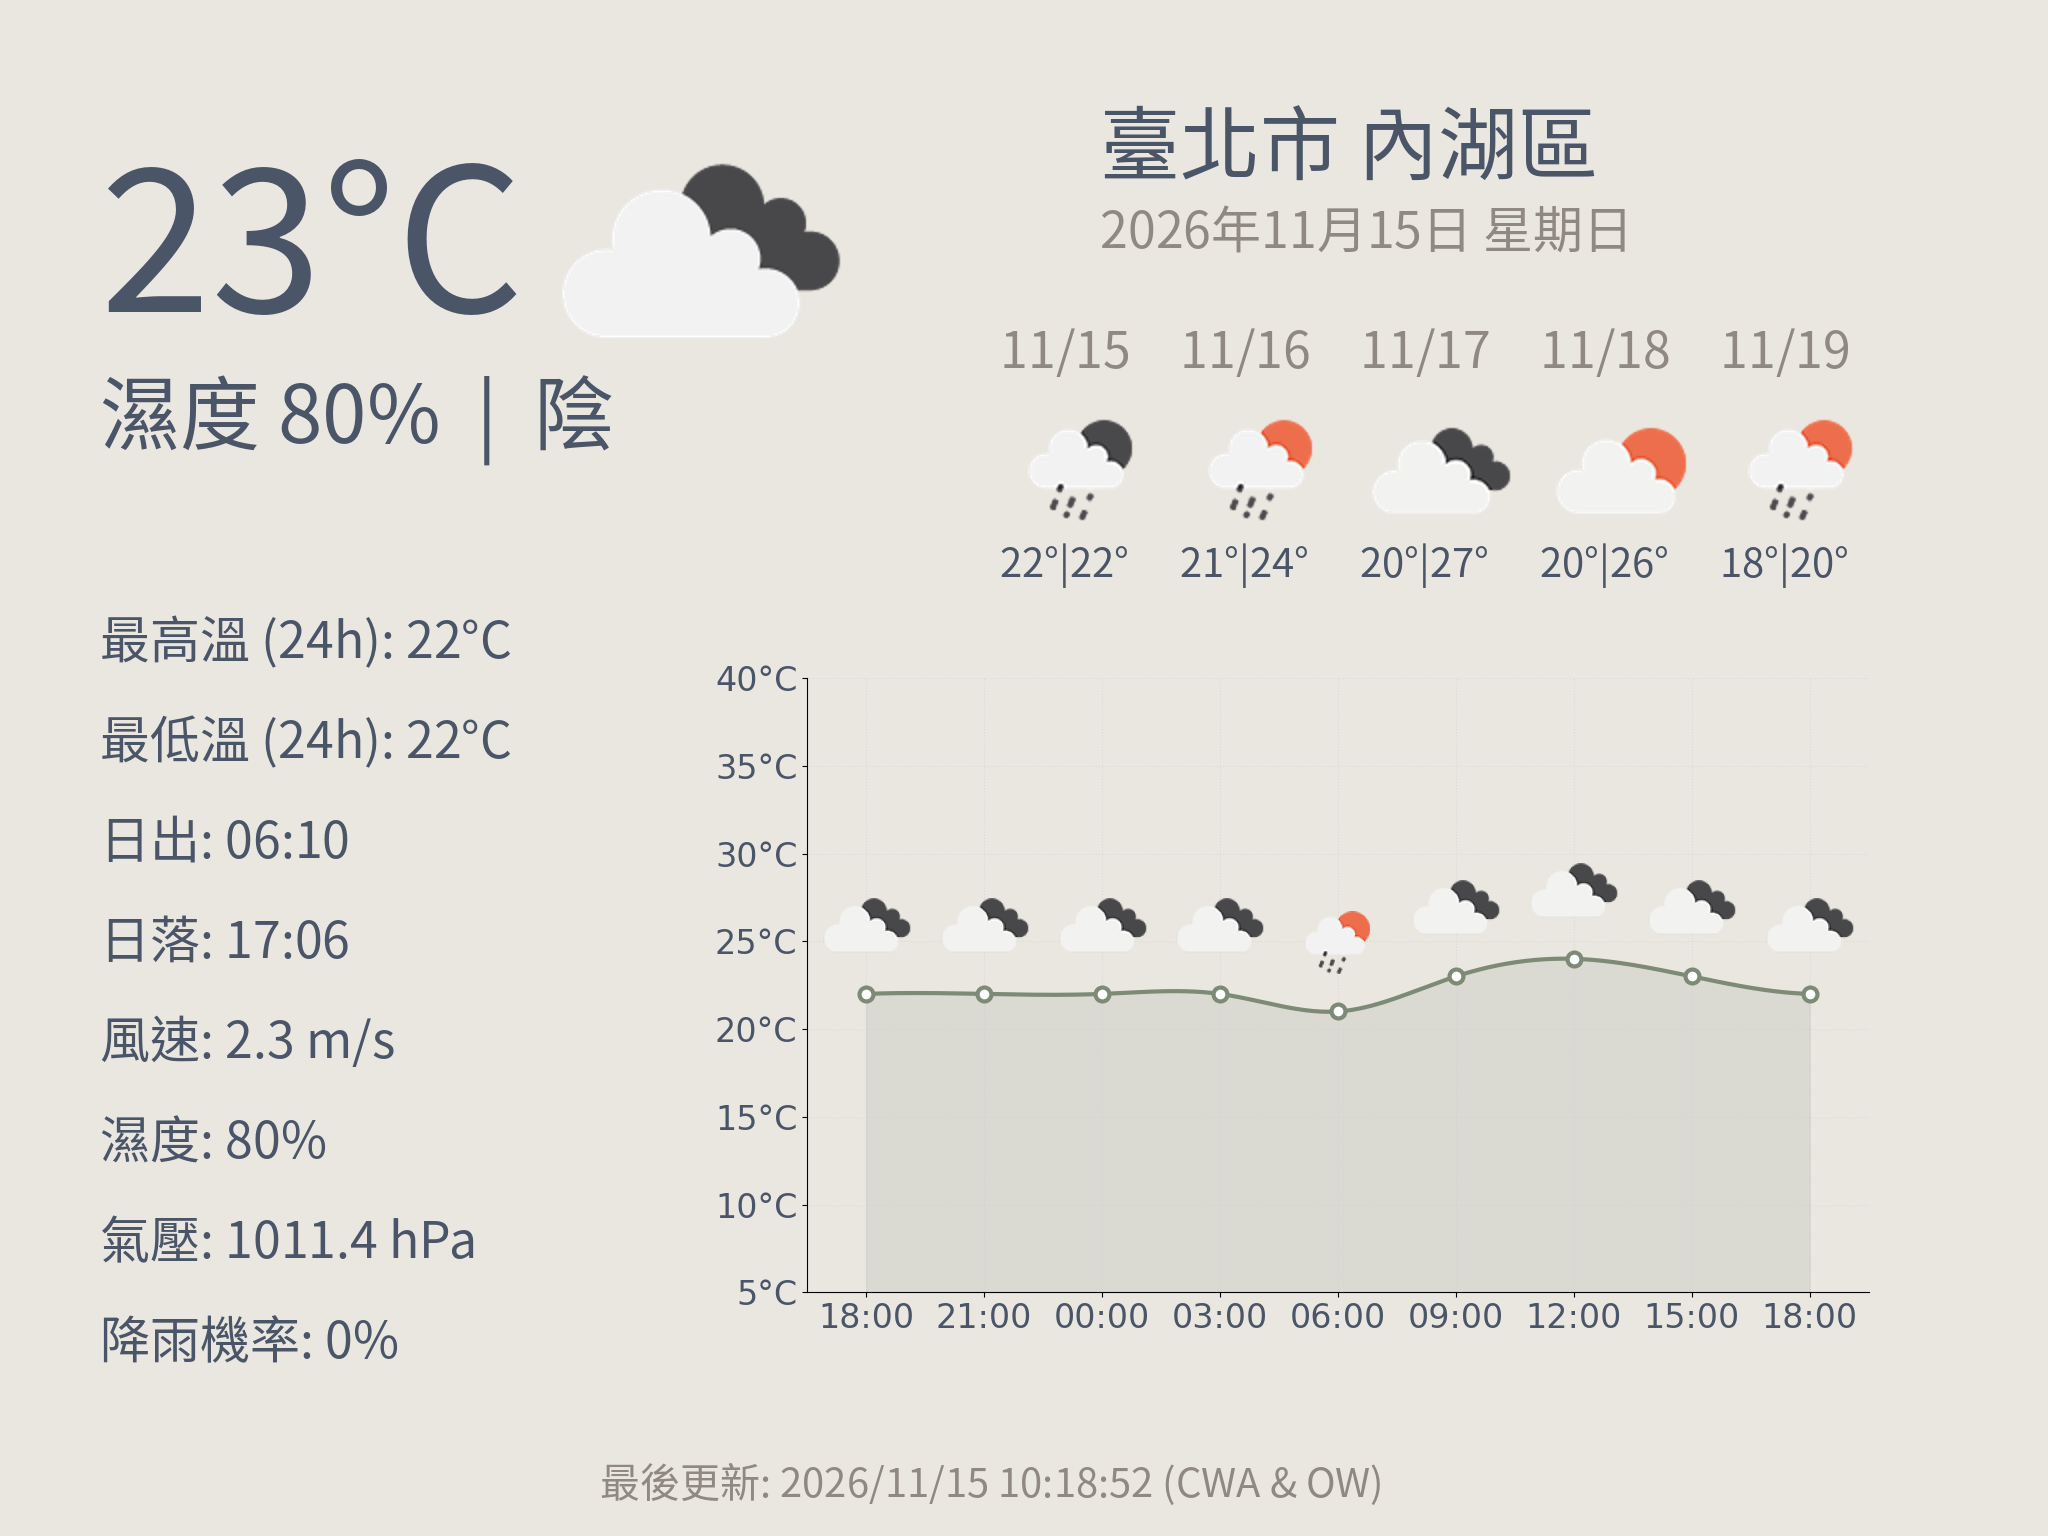 23°C
濕度 80% | 陰
臺北市 內湖區
2026年11月15日 星期日
11/15 11/16 11/17 11/18 11/19
22°|22° 21°|24° 20°|27° 20°|26° 18°|20°
最高溫 (24h): 22°C
最低溫 (24h): 22°C
日出: 06:10
日落: 17:06
風速: 2.3 m/s
濕度: 80%
氣壓: 1011.4 hPa
降雨機率: 0%
40°C
35°C
30°C
25°C
20°C
15°C
10°C
5°C
18:00 21:00 00:00 03:00 06:00 09:00 12:00 15:00 18:00
最後更新: 2026/11/15 10:18:52 (CWA & OW)